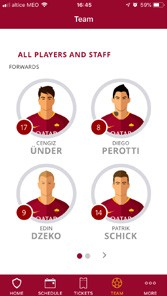 altice MEO 16:45
Team
ALL PLAYERS AND STAFF
FORWARDS
17 8
CENGIZ DIEGO
ÜNDER PEROTTI
9 14
EDIN PATRIK
DZEKO SCHICK
HOME SCHEDULE TICKETS TEAM MORE